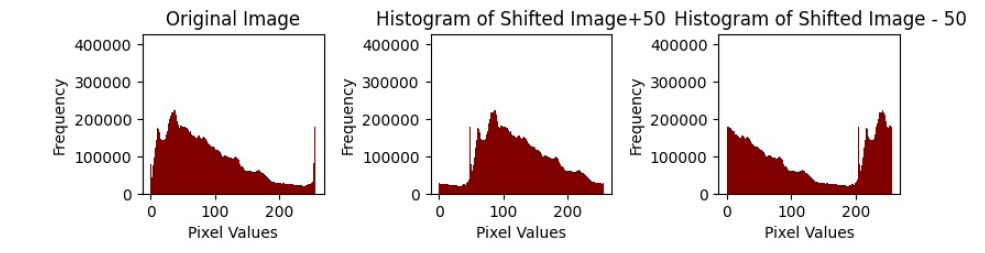 Original Image
Histogram of Shifted Image+50
Histogram of Shifted Image - 50
400000
300000
200000
100000
0
Frequency
0 100 200
Pixel Values
400000
300000
200000
100000
0
Frequency
0 100 200
Pixel Values
400000
300000
200000
100000
0
Frequency
0 100 200
Pixel Values